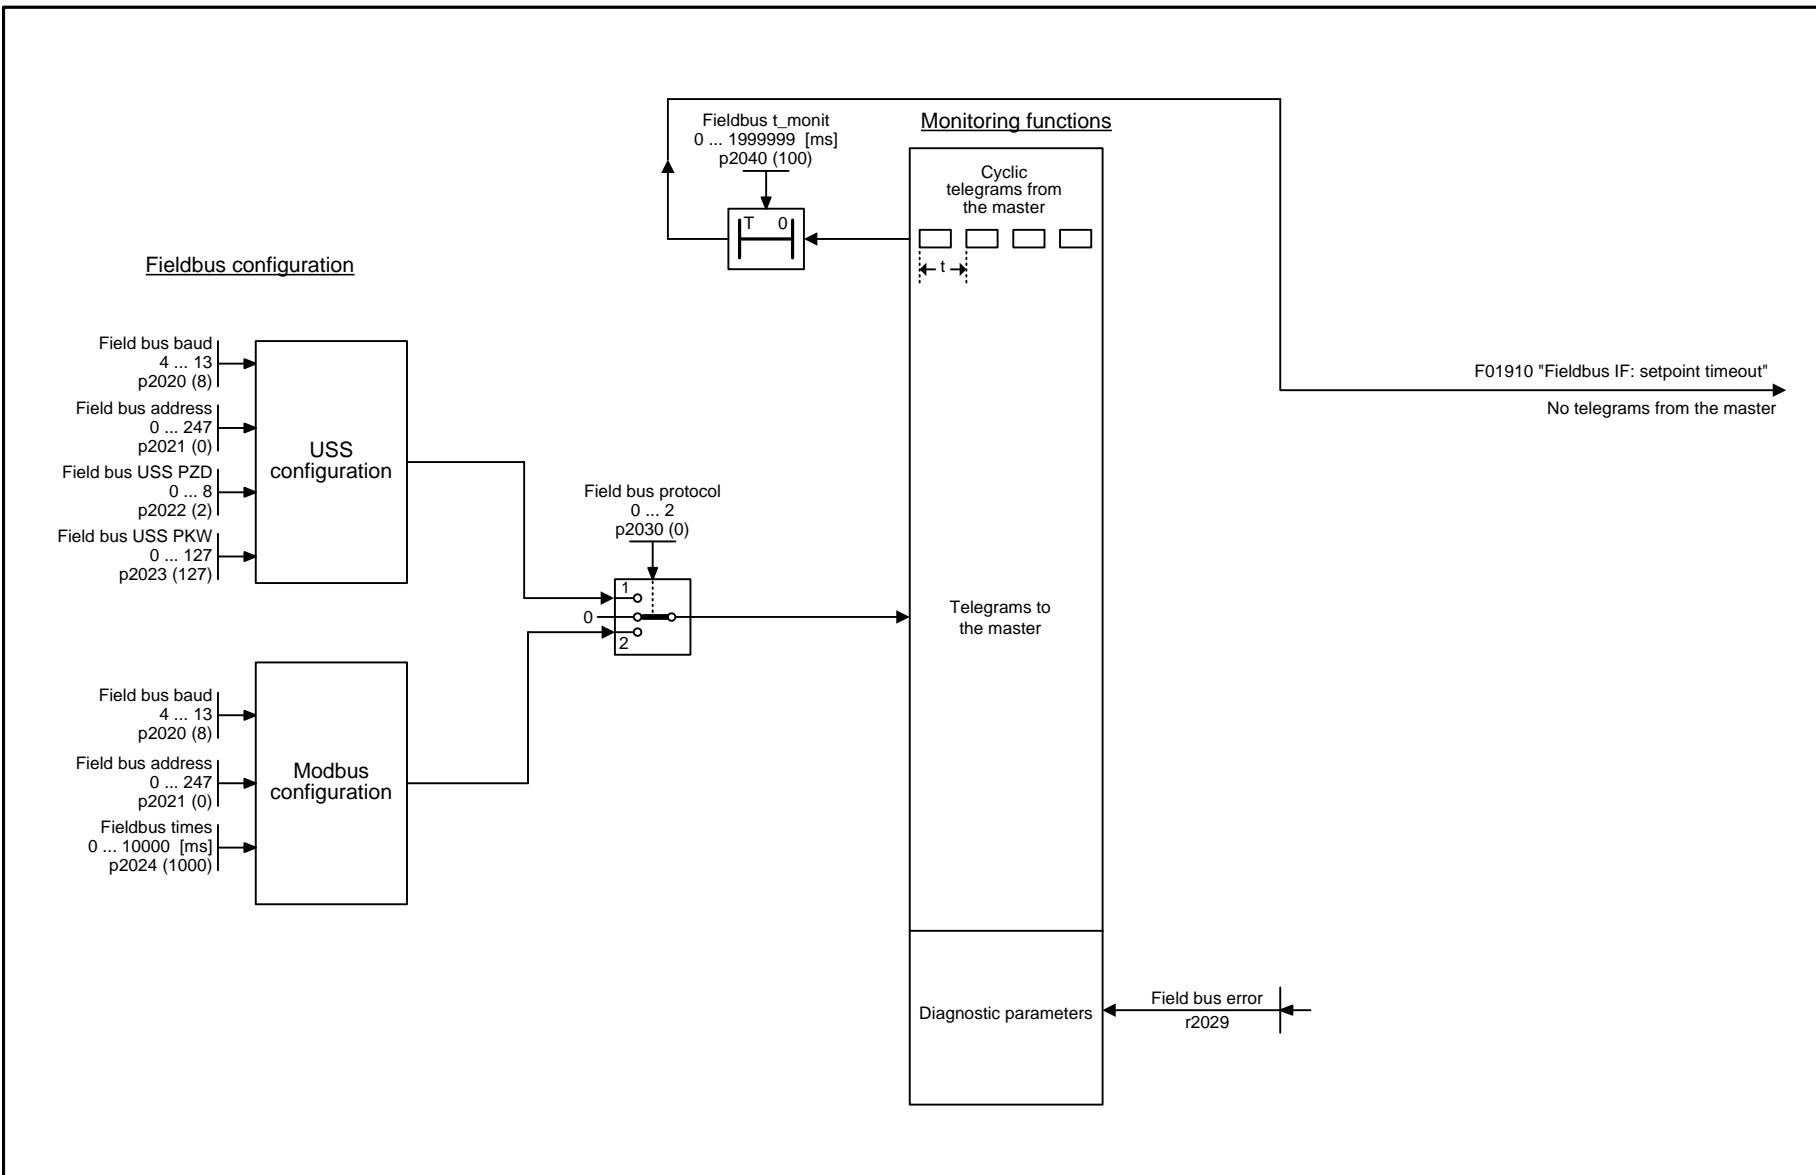 Fieldbus t_monit
0 ... 1999999 [ms]
p2040 (100)
T 0
Monitoring functions
Cyclic
telegrams from
the master
t
Fieldbus configuration
Field bus baud
4 ... 13
p2020 (8)
Field bus address
0 ... 247
p2021 (0)
Field bus USS PZD
0 ... 8
p2022 (2)
Field bus USS PKW
0 ... 127
p2023 (127)
USS
configuration
Field bus protocol
0 ... 2
p2030 (0)
1
0
2
Telegrams to
the master
F01910 "Fieldbus IF: setpoint timeout"
No telegrams from the master
Field bus baud
4 ... 13
p2020 (8)
Field bus address
0 ... 247
p2021 (0)
Fieldbus times
0 ... 10000 [ms]
p2024 (1000)
Modbus
configuration
Diagnostic parameters
Field bus error
r2029